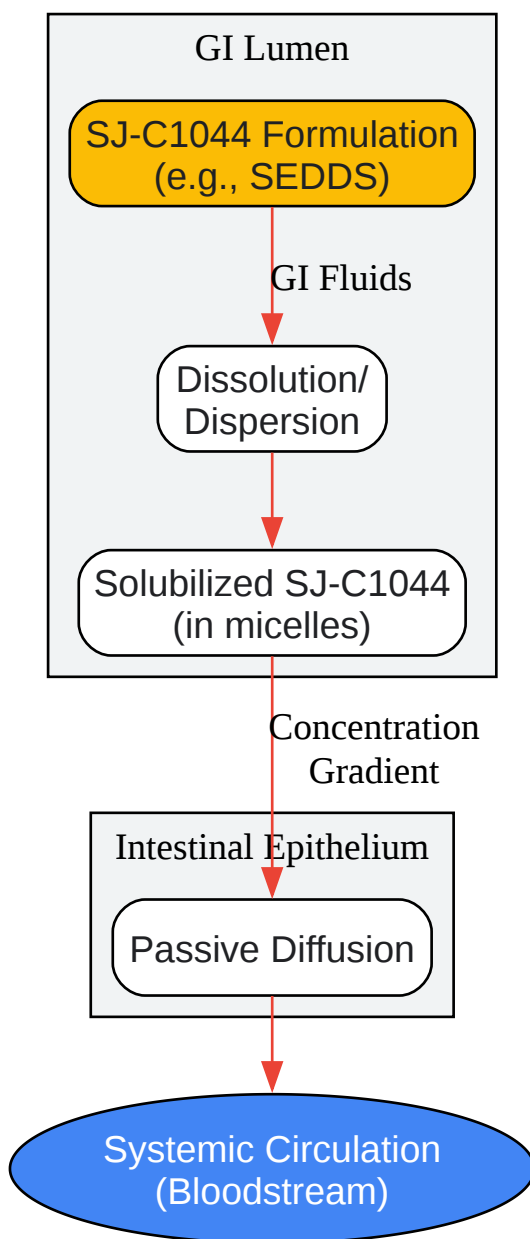 GI Lumen
SJ-C1044 Formulation
(e.g., SEDDS)
GI Fluids
Dissolution/
Dispersion
Solubilized SJ-C1044
(in micelles)
Concentration
Gradient
Intestinal Epithelium
Passive Diffusion
Systemic Circulation
(Bloodstream)